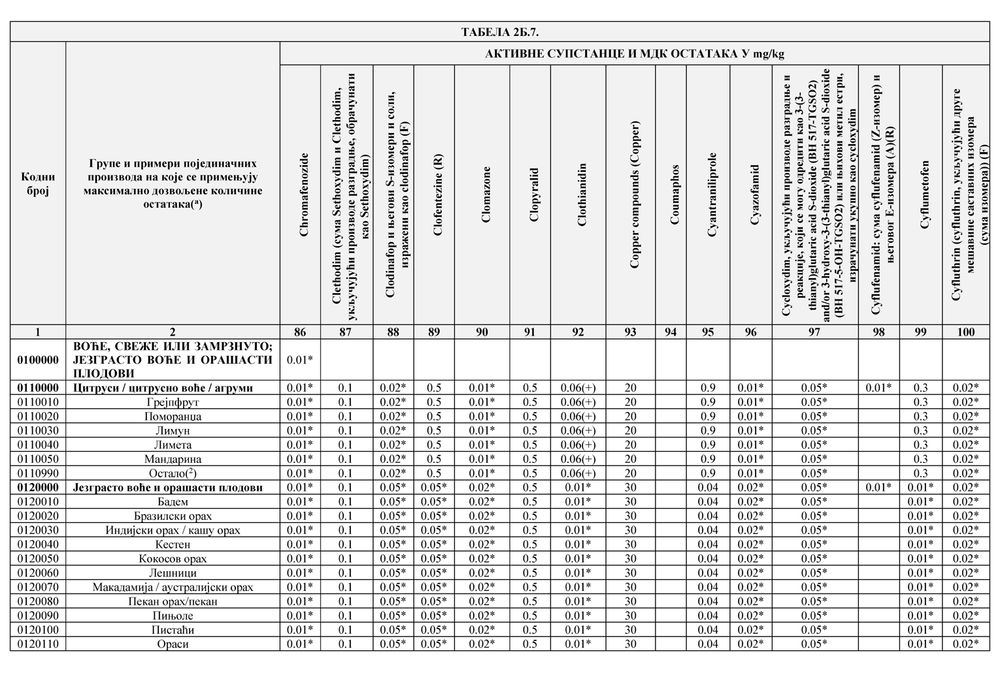 ТАБЕЛА 2Б.7.
Кодни број
Групе и примери појединачних производа на које се примењују максимално дозвољене количине остатака(ᵃ)
АКТИВНЕ СУПСТАНЦЕ И МДК ОСТАТАКА У mg/kg
Chromafenozide
Clethodim (сума Sethoxydim и Clethodim, укључујући производе разградње, обрачунати као Sethoxydim)
Clodinafop и његови S-изомери и соли, изражени као clodinafop (F)
Clofentezine (R)
Clomazone
Clopyralid
Clothianidin
Copper compounds (Copper)
Coumaphos
Cyantraniliprole
Cyazofamid
Cycloxydim, укључујући производе разградње и реакције, који се могу одредити као 3-(3-thianyl)glutaric acid S-dioxide (BH 517-TGSO2) and/or 3-hydroxy-3-(3-thianyl)glutaric acid S-dioxide (BH 517-5-OH-TGSO2) или њихови метил естри, израчунати укупно као cycloxydim
Cyflufenamid: сума cyflufenamid (Z-изомер) и његовог E-изомера (A)(R)
Cyflumetofen
Cyfluthrin (cyfluthrin, укључујући друге мешавине саставних изомера (сума изомера)) (F)
1 2 86 87 88 89 90 91 92 93 94 95 96 97 98 99 100
0100000 ВОЋЕ, СВЕЖЕ ИЛИ ЗАМРЗНУТО; ЈЕЗГРАСТО ВОЋЕ И ОРАШАСТИ ПЛОДОВИ 0.01*
0110000 Цитруси / цитрусно воће / агруми 0.01* 0.1 0.02* 0.5 0.01* 0.5 0.06(+) 20 0.9 0.01* 0.05* 0.01* 0.3 0.02*
0110010 Грејпфрут 0.01* 0.1 0.02* 0.5 0.01* 0.5 0.06(+) 20 0.9 0.01* 0.05* 0.3 0.02*
0110020 Поморанџа 0.01* 0.1 0.02* 0.5 0.01* 0.5 0.06(+) 20 0.9 0.01* 0.05* 0.3 0.02*
0110030 Лимун 0.01* 0.1 0.02* 0.5 0.01* 0.5 0.06(+) 20 0.9 0.01* 0.05* 0.3 0.02*
0110040 Лимета 0.01* 0.1 0.02* 0.5 0.01* 0.5 0.06(+) 20 0.9 0.01* 0.05* 0.3 0.02*
0110050 Мандарина 0.01* 0.1 0.02* 0.5 0.01* 0.5 0.06(+) 20 0.9 0.01* 0.05* 0.3 0.02*
0110990 Остало(²) 0.01* 0.1 0.02* 0.5 0.01* 0.5 0.06(+) 20 0.9 0.01* 0.05* 0.3 0.02*
0120000 Језграсто воће и орашасти плодови 0.01* 0.1 0.05* 0.05* 0.02* 0.5 0.01* 30 0.04 0.02* 0.05* 0.01* 0.01* 0.02*
0120010 Бадем 0.01* 0.1 0.05* 0.05* 0.02* 0.5 0.01* 30 0.04 0.02* 0.05* 0.01* 0.02*
0120020 Бразилски орах 0.01* 0.1 0.05* 0.05* 0.02* 0.5 0.01* 30 0.04 0.02* 0.05* 0.01* 0.02*
0120030 Индијски орах / кашу орах 0.01* 0.1 0.05* 0.05* 0.02* 0.5 0.01* 30 0.04 0.02* 0.05* 0.01* 0.02*
0120040 Кестен 0.01* 0.1 0.05* 0.05* 0.02* 0.5 0.01* 30 0.04 0.02* 0.05* 0.01* 0.02*
0120050 Кокосов орах 0.01* 0.1 0.05* 0.05* 0.02* 0.5 0.01* 30 0.04 0.02* 0.05* 0.01* 0.02*
0120060 Лешници 0.01* 0.1 0.05* 0.05* 0.02* 0.5 0.01* 30 0.04 0.02* 0.05* 0.01* 0.02*
0120070 Макадамија / аустралијски орах 0.01* 0.1 0.05* 0.05* 0.02* 0.5 0.01* 30 0.04 0.02* 0.05* 0.01* 0.02*
0120080 Пекан орах/пекан 0.01* 0.1 0.05* 0.05* 0.02* 0.5 0.01* 30 0.04 0.02* 0.05* 0.01* 0.02*
0120090 Пињоле 0.01* 0.1 0.05* 0.05* 0.02* 0.5 0.01* 30 0.04 0.02* 0.05* 0.01* 0.02*
0120100 Пистаћи 0.01* 0.1 0.05* 0.05* 0.02* 0.5 0.01* 30 0.04 0.02* 0.05* 0.01* 0.02*
0120110 Ораси 0.01* 0.1 0.05* 0.05* 0.02* 0.5 0.01* 30 0.04 0.02* 0.05* 0.01* 0.02*